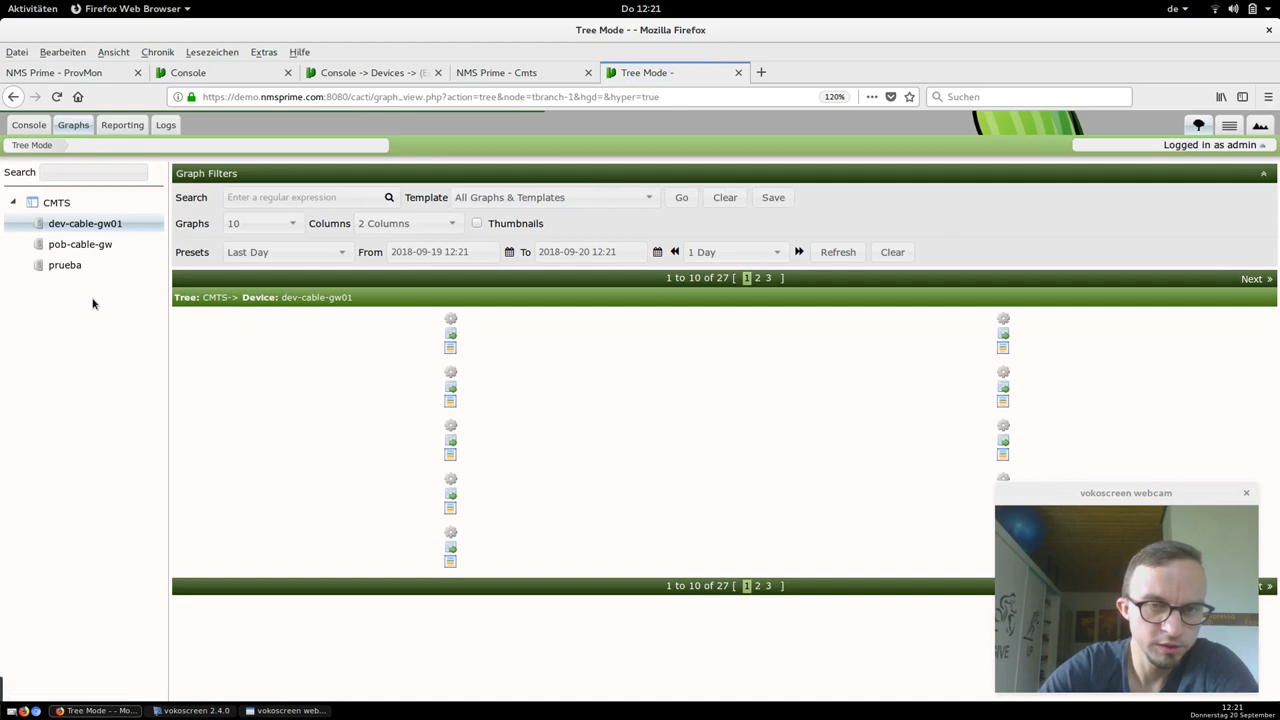 Aktivitäten Firefox Web Browser Do 12:21 de
Tree Mode - - Mozilla Firefox
Datei Bearbeiten Ansicht Chronik Lesezeichen Extras Hilfe
NMS Prime - ProvMon Console Console -> Devices -> (E NMS Prime - Cmts Tree Mode -
https://demo.nmsprime.com:8080/cacti/graph_view.php?action=tree&node=tbranch-1&hgd=&hyper=true 120% Suchen
Console Graphs Reporting Logs
Tree Mode Logged in as admin
Search
Graph Filters
CMTS
dev-cable-gw01
pob-cable-gw
prueba
Search Enter a regular expression Template All Graphs & Templates Go Clear Save
Graphs 10 Columns 2 Columns Thumbnails
Presets Last Day From 2018-09-19 12:21 To 2018-09-20 12:21 1 Day Refresh Clear
1 to 10 of 27 [ 1 2 3 ] Next »
Tree: CMTS-> Device: dev-cable-gw01
vokoscreen webcam
1 to 10 of 27 [ 1 2 3 ]
Tree Mode - - Mo... vokoscreen 2.4.0 vokoscreen web...
12:21
Donnerstag 20 September